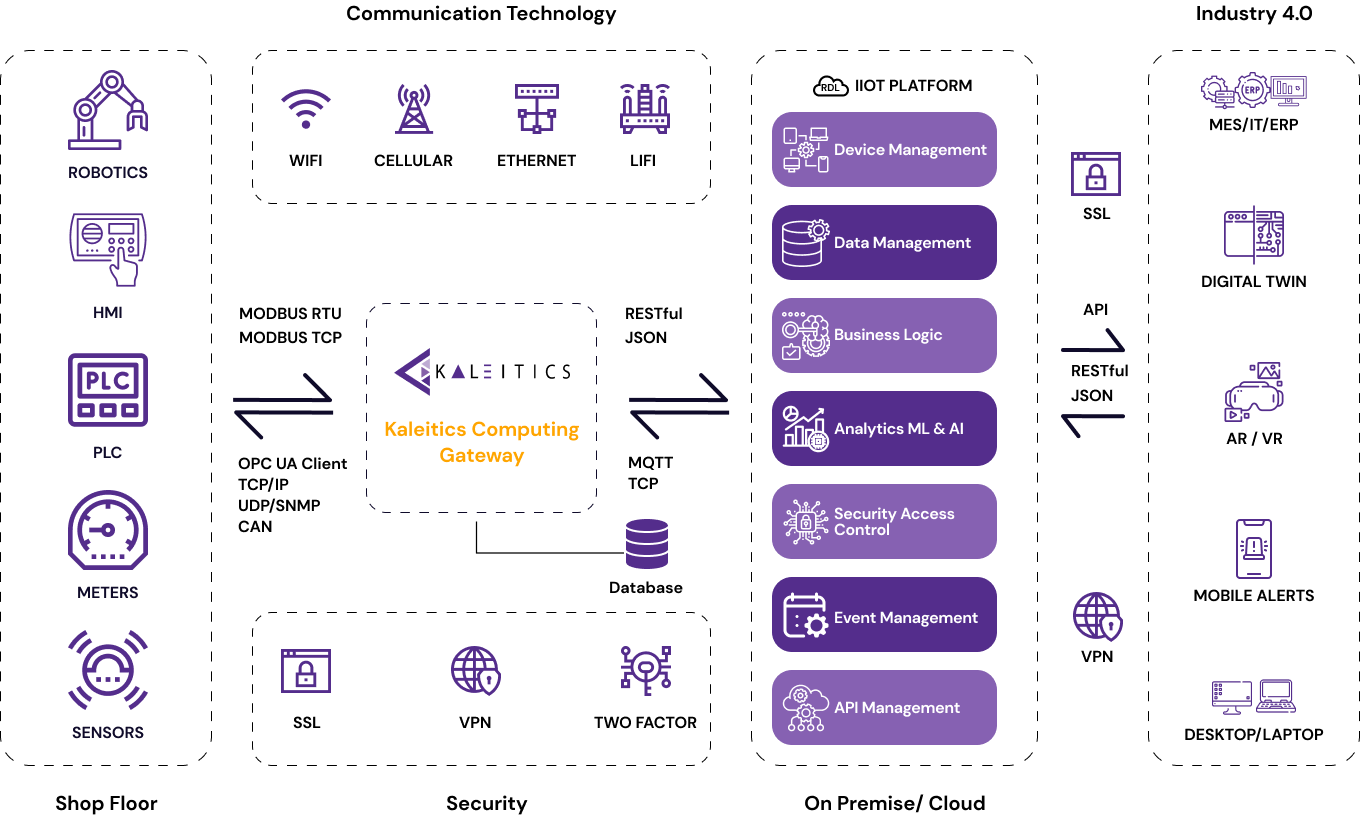 Communication Technology
Industry 4.0
ROBOTICS
HMI
PLC
PLC
METERS
SENSORS
Shop Floor
WIFI
CELLULAR
ETHERNET
LIFI
MODBUS RTU
MODBUS TCP
OPC UA Client
TCP/IP
UDP/SNMP
CAN
KALEITICS
Kaleitics Computing
Gateway
RESTful
JSON
MQTT
TCP
Database
SSL
VPN
TWO FACTOR
Security
RDL
IIOT PLATFORM
Device Management
Data Management
Business Logic
Analytics ML & AI
Security Access
Control
Event Management
API Management
On Premise/ Cloud
SSL
API
RESTful
JSON
VPN
ERP
MES/IT/ERP
DIGITAL TWIN
AR / VR
MOBILE ALERTS
DESKTOP/LAPTOP